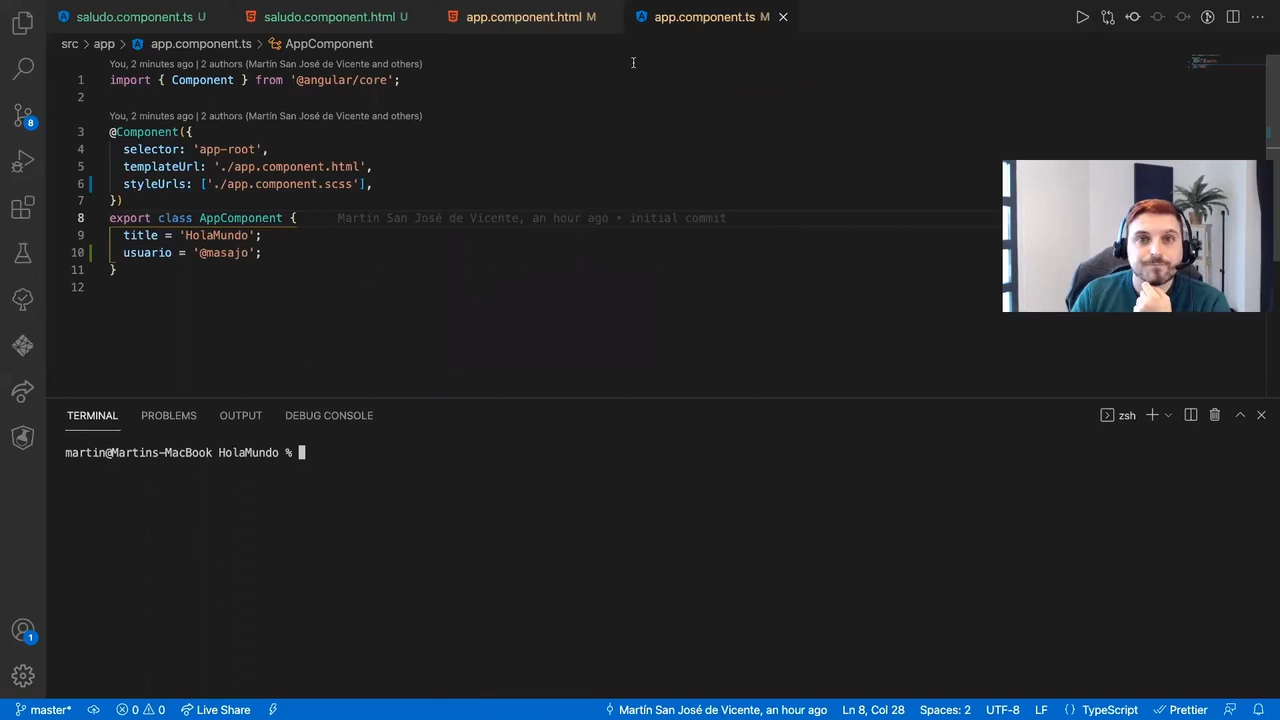 saludo.component.ts U saludo.component.html U app.component.html M app.component.ts M
src > app > app.component.ts > AppComponent
You, 2 minutes ago | 2 authors (Martín San José de Vicente and others)
1 import { Component } from '@angular/core';
2
You, 2 minutes ago | 2 authors (Martín San José de Vicente and others)
3 @Component({
4 selector: 'app-root',
5 templateUrl: './app.component.html',
6 styleUrls: ['./app.component.scss'],
7 })
8 export class AppComponent { Martín San José de Vicente, an hour ago • initial commit
9 title = 'HolaMundo';
10 usuario = '@masajo';
11 }
12
8
TERMINAL PROBLEMS OUTPUT DEBUG CONSOLE zsh
martin@Martins-MacBook HolaMundo %
1
master* 0 0 Live Share Martín San José de Vicente, an hour ago Ln 8, Col 28 Spaces: 2 UTF-8 LF { } TypeScript Prettier